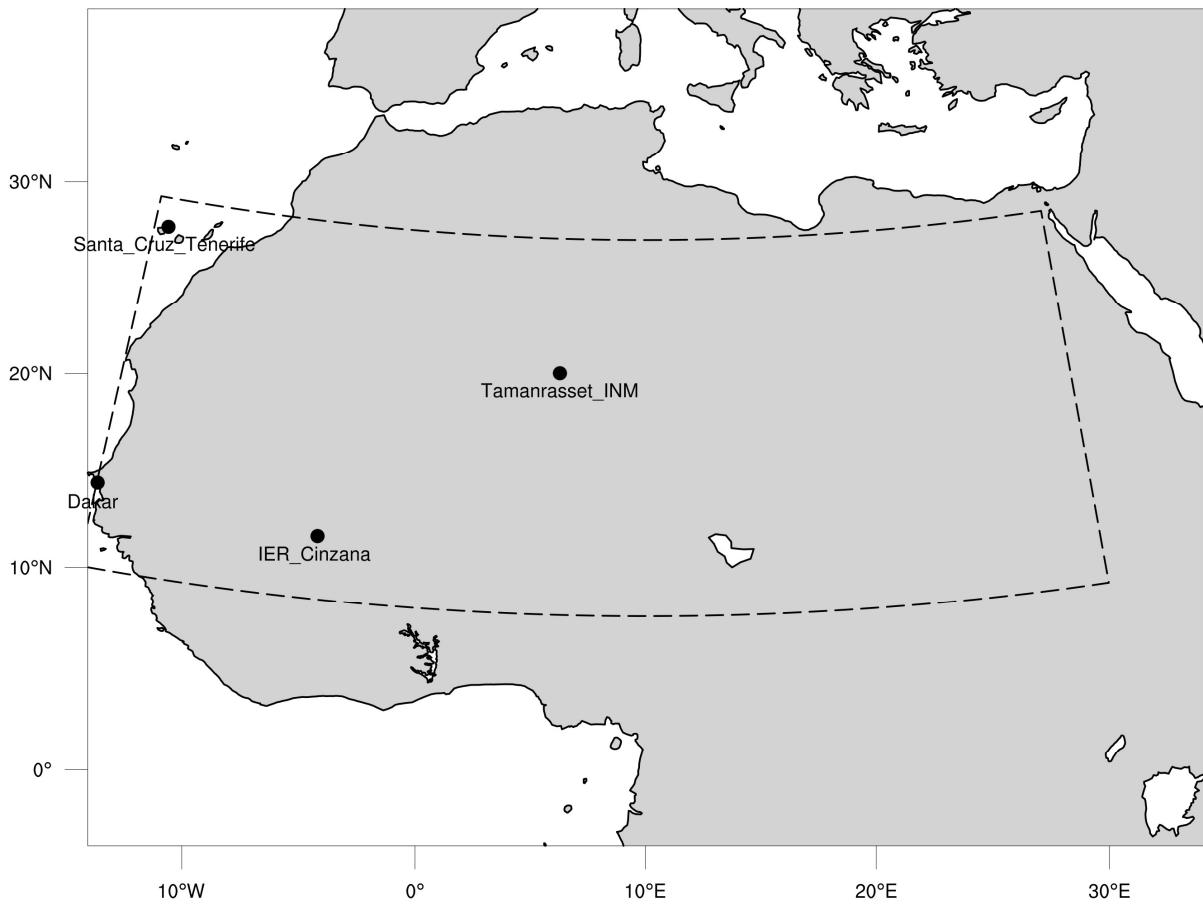 30°N
Santa_Cruz_Tenerife
20°N
Tamanrasset_INM
Dakar
IER_Cinzana
10°N
0°
10°W 0° 10°E 20°E 30°E